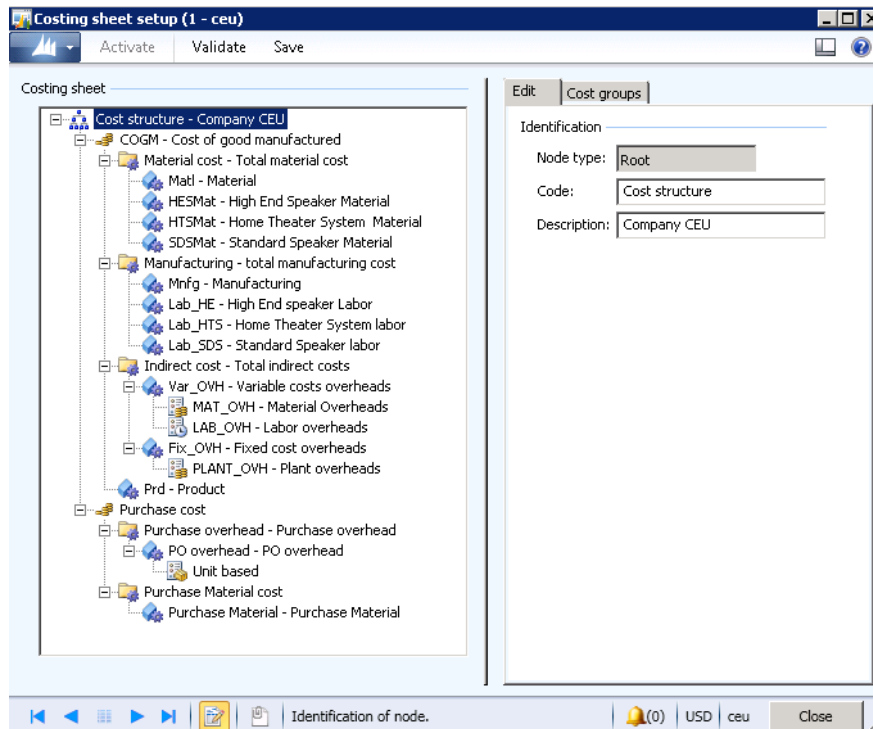 Costing sheet setup (1 - ceu)
Activate Validate Save
Costing sheet
Cost structure - Company CEU
COGM - Cost of good manufactured
Material cost - Total material cost
Matl - Material
HESMat - High End Speaker Material
HTSMat - Home Theater System  Material
SDSMat - Standard Speaker Material
Manufacturing - total manufacturing cost
Mnfg - Manufacturing
Lab_HE - High End speaker Labor
Lab_HTS - Home Theater System labor
Lab_SDS - Standard Speaker labor
Indirect cost - Total indirect costs
Var_OVH - Variable costs overheads
MAT_OVH - Material Overheads
LAB_OVH - Labor overheads
Fix_OVH - Fixed cost overheads
PLANT_OVH - Plant overheads
Prd - Product
Purchase cost
Purchase overhead - Purchase overhead
PO overhead - PO overhead
Unit based
Purchase Material cost
Purchase Material - Purchase Material
Edit Cost groups
Identification
Node type: Root
Code: Cost structure
Description: Company CEU
Identification of node. (0) USD ceu Close